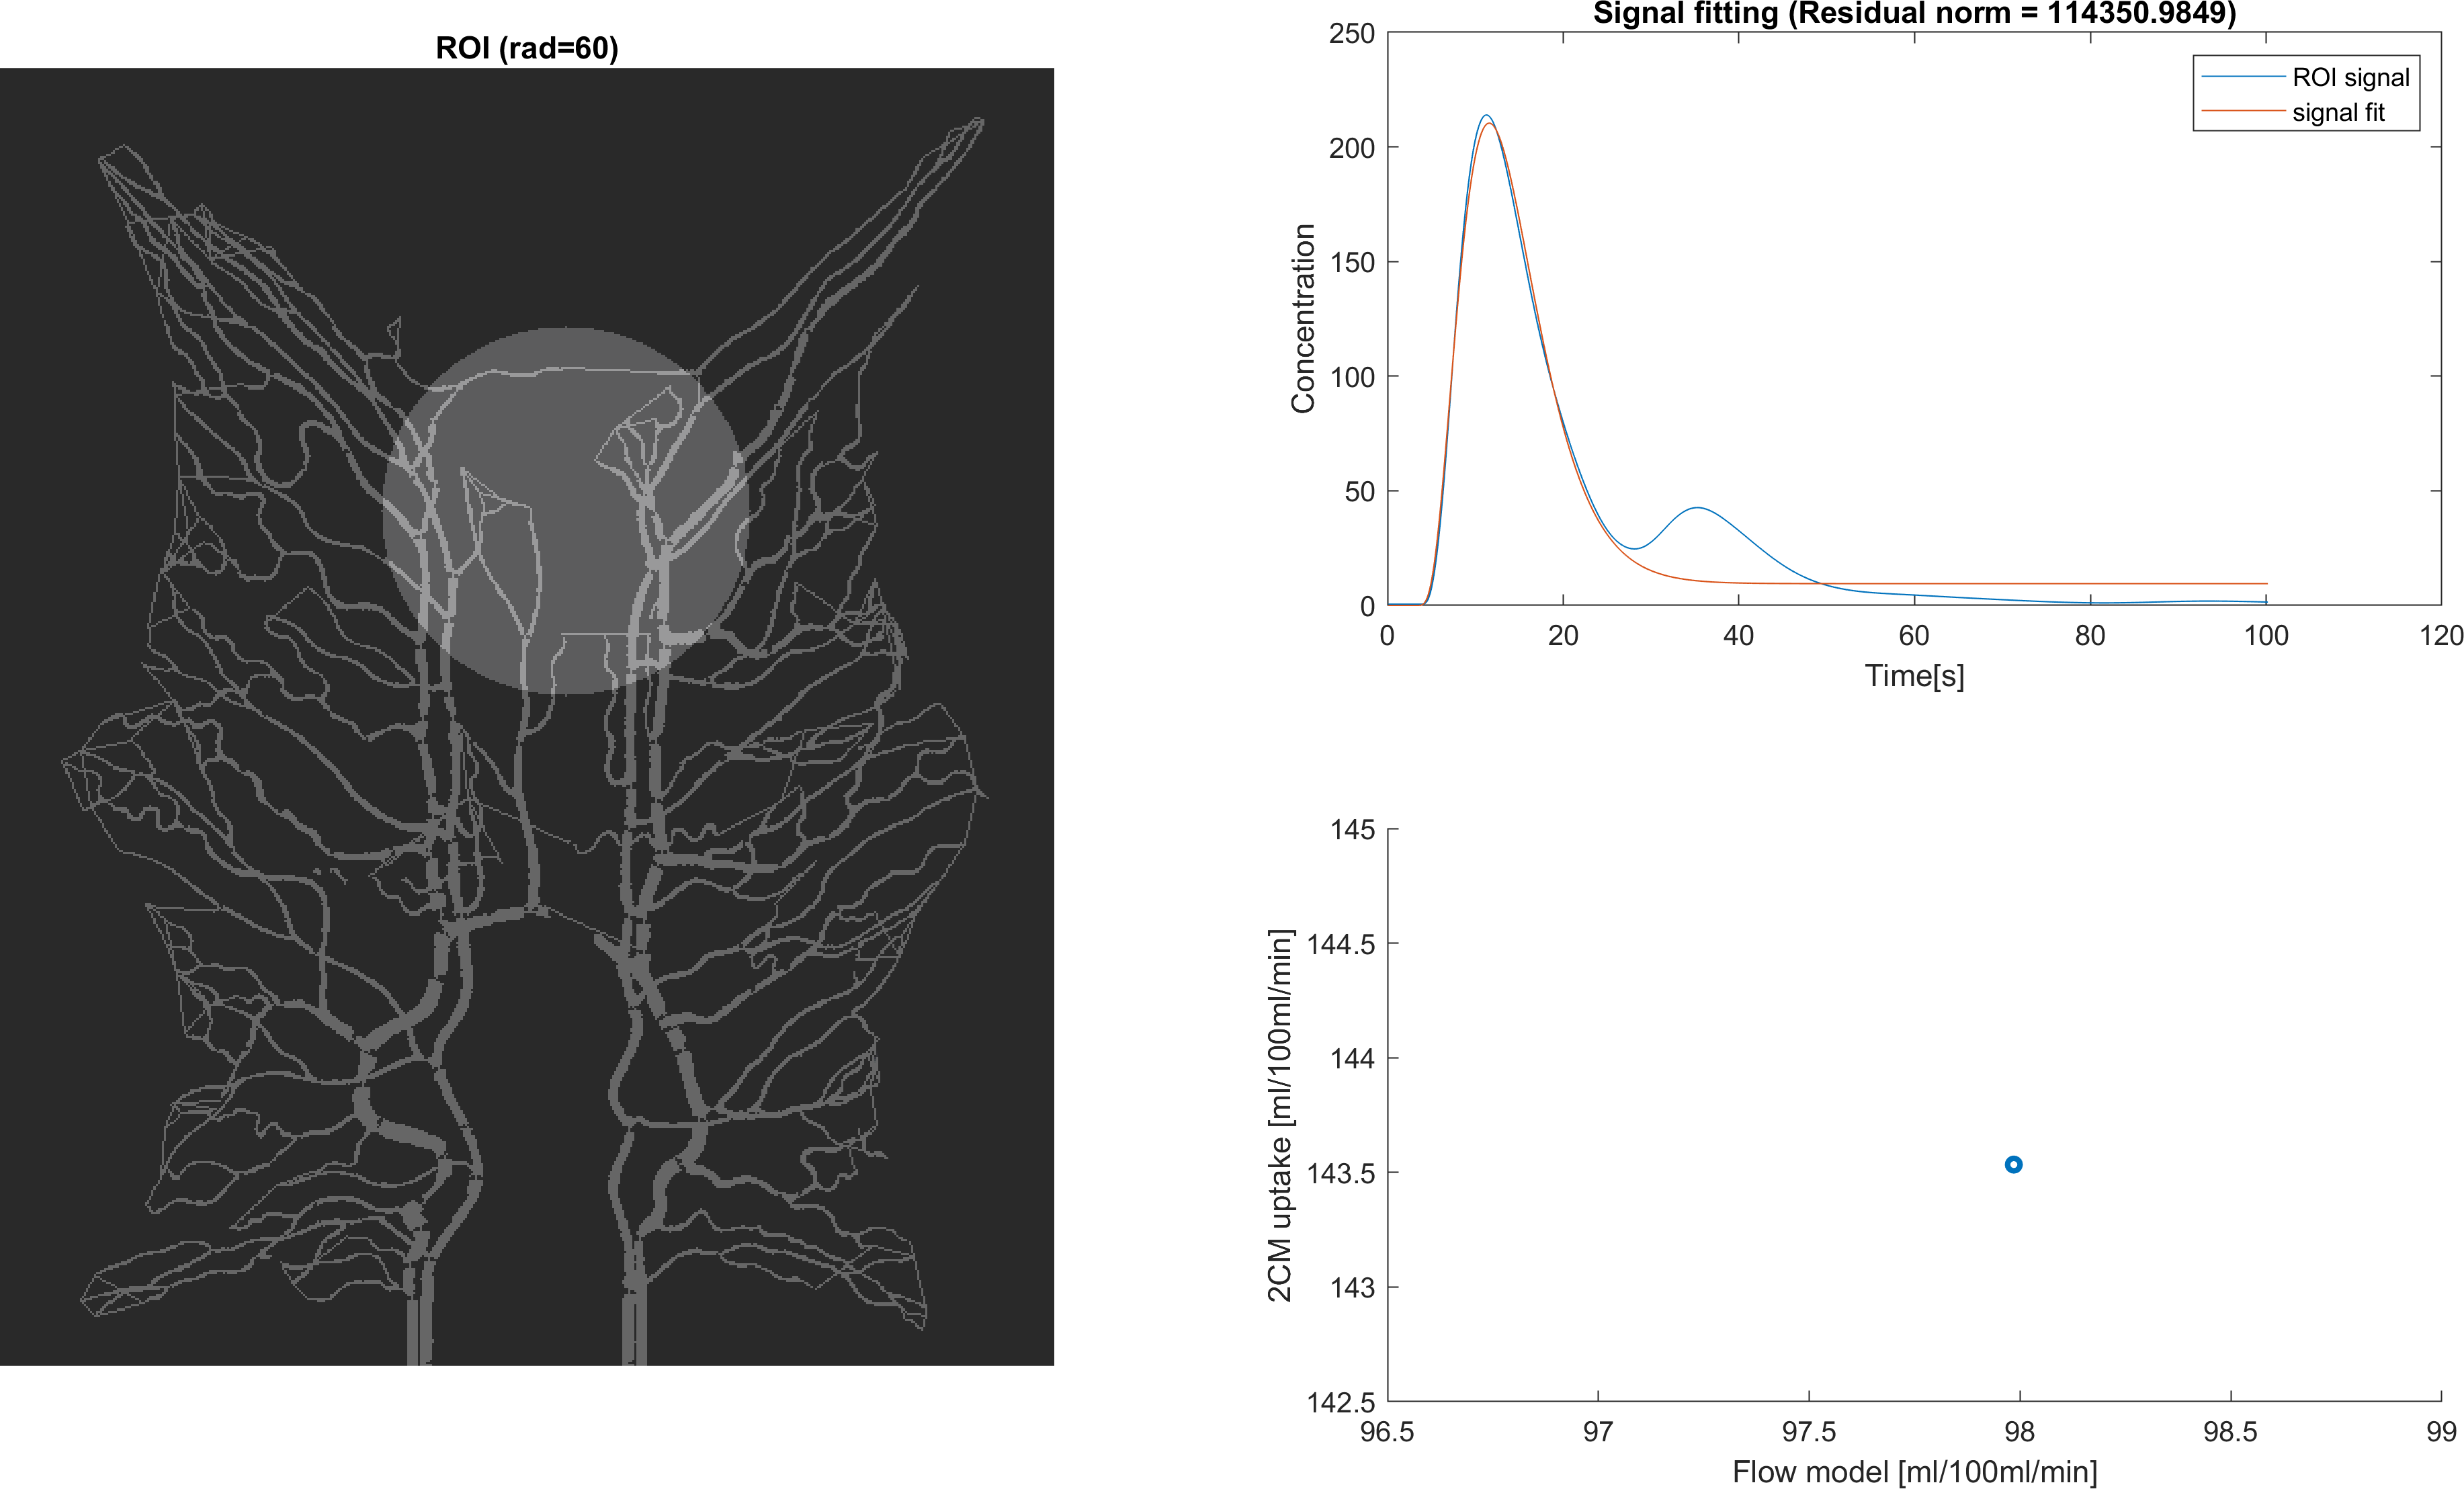 ROI (rad=60)
Signal fitting (Residual norm = 114350.9849)
250
200
150
100
50
0
Concentration
ROI signal
signal fit
0 20 40 60 80 100 120
Time[s]
145
144.5
144
143.5
143
142.5
2CM uptake [ml/100ml/min]
96.5 97 97.5 98 98.5 99
Flow model [ml/100ml/min]